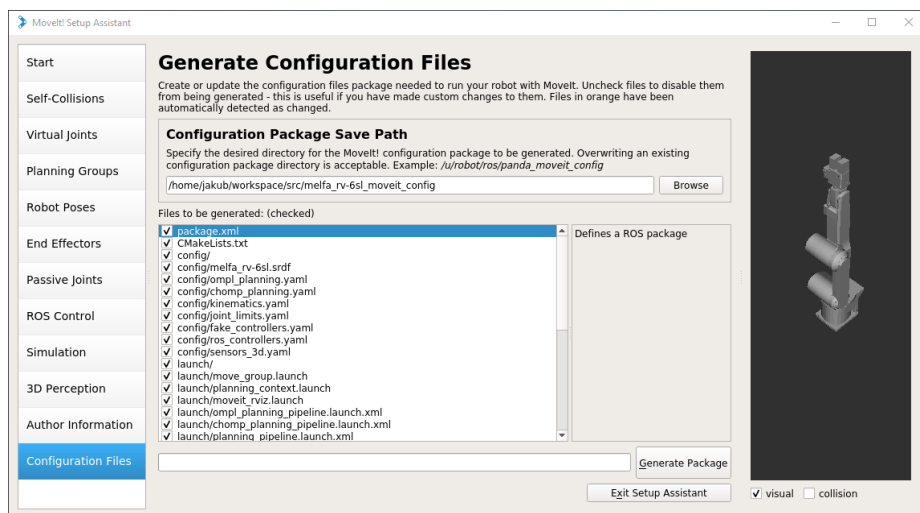 MoveIt! Setup Assistant
Start
Self-Collisions
Virtual Joints
Planning Groups
Robot Poses
End Effectors
Passive Joints
ROS Control
Simulation
3D Perception
Author Information
Configuration Files
Generate Configuration Files
Create or update the configuration files package needed to run your robot with MoveIt. Uncheck files to disable them
from being generated - this is useful if you have made custom changes to them. Files in orange have been
automatically detected as changed.
Configuration Package Save Path
Specify the desired directory for the MoveIt! configuration package to be generated. Overwriting an existing
configuration package directory is acceptable. Example: /u/robot/ros/panda_moveit_config
/home/jakub/workspace/src/melfa_rv-6sl_moveit_config
Browse
Files to be generated: (checked)
package.xml
CMakeLists.txt
config/
config/melfa_rv-6sl.srdf
config/ompl_planning.yaml
config/chomp_planning.yaml
config/kinematics.yaml
config/joint_limits.yaml
config/fake_controllers.yaml
config/ros_controllers.yaml
config/sensors_3d.yaml
launch/
launch/move_group.launch
launch/planning_context.launch
launch/moveit_rviz.launch
launch/ompl_planning_pipeline.launch.xml
launch/chomp_planning_pipeline.launch.xml
launch/planning_pipeline.launch.xml
Defines a ROS package
Generate Package
Exit Setup Assistant
visual
collision